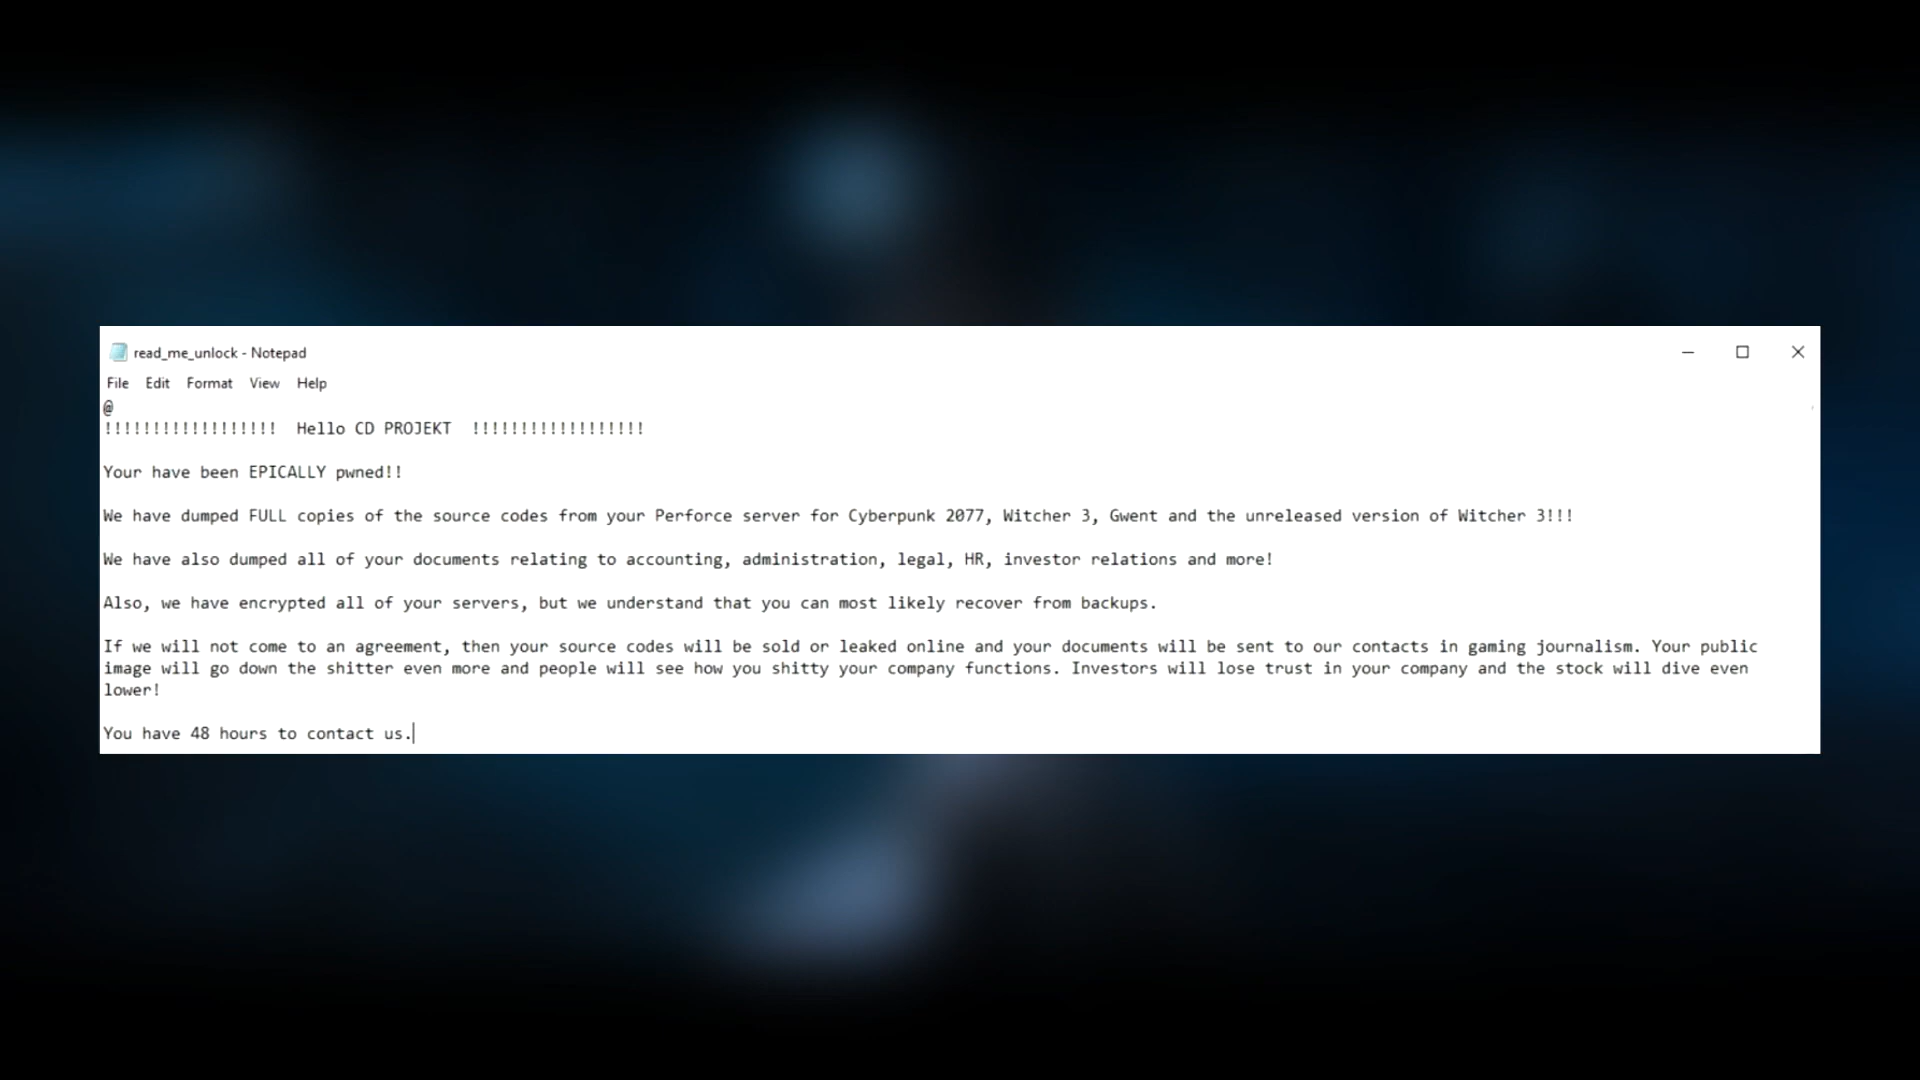 read_me_unlock - Notepad
File Edit Format View Help
@
!!!!!!!!!!!!!!!!!! Hello CD PROJEKT !!!!!!!!!!!!!!!!!!
Your have been EPICALLY pwned!!
We have dumped FULL copies of the source codes from your Perforce server for Cyberpunk 2077, Witcher 3, Gwent and the unreleased version of Witcher 3!!!
We have also dumped all of your documents relating to accounting, administration, legal, HR, investor relations and more!
Also, we have encrypted all of your servers, but we understand that you can most likely recover from backups.
If we will not come to an agreement, then your source codes will be sold or leaked online and your documents will be sent to our contacts in gaming journalism. Your public
image will go down the shitter even more and people will see how you shitty your company functions. Investors will lose trust in your company and the stock will dive even
lower!
You have 48 hours to contact us.